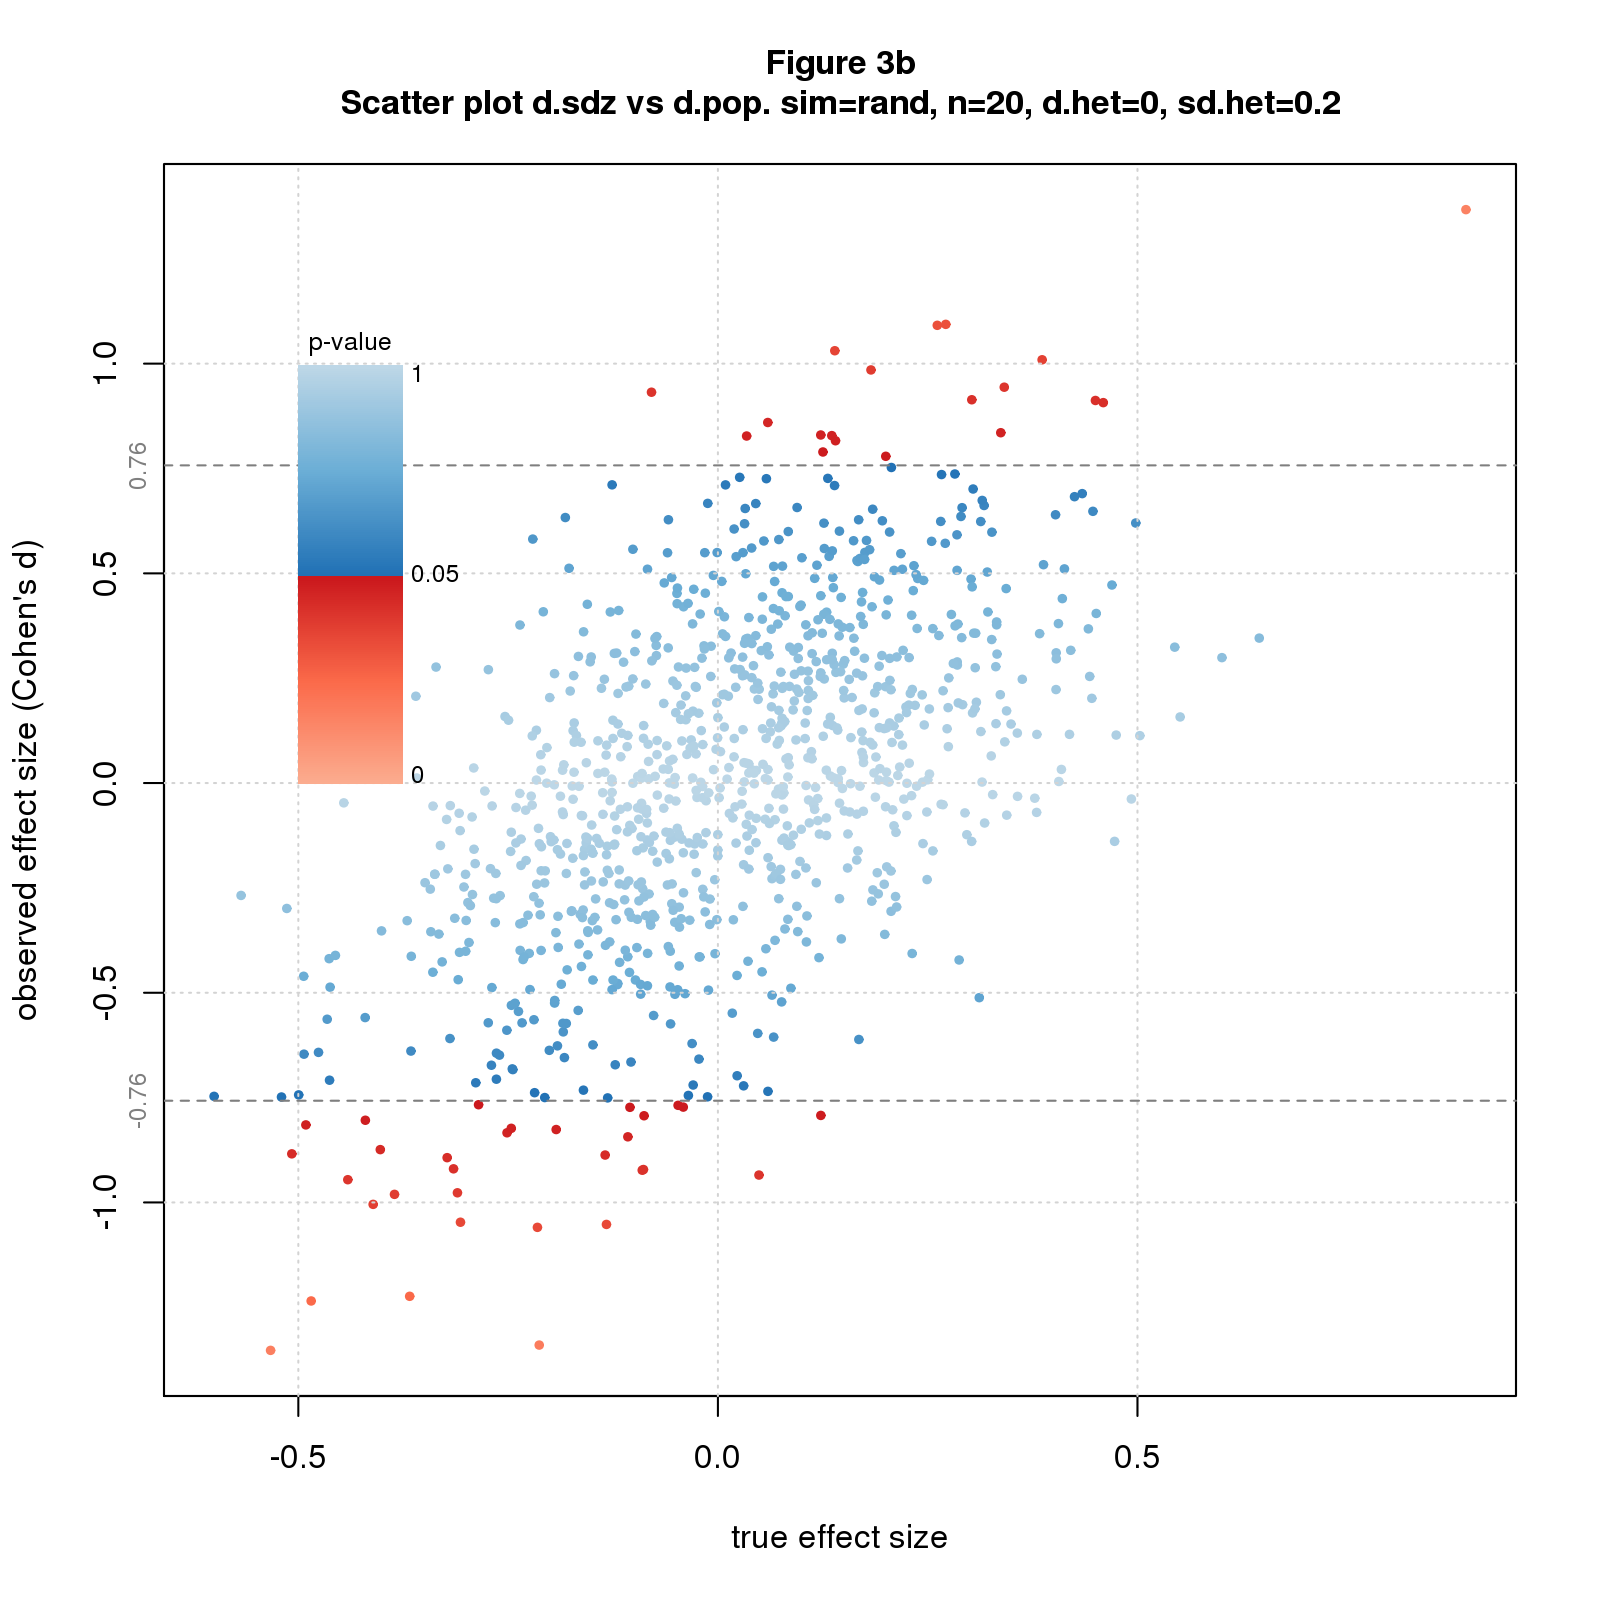 Figure 3b
Scatter plot d.sdz vs d.pop. sim=rand, n=20, d.het=0, sd.het=0.2
p-value
1
0.05
0
observed effect size (Cohen's d)
1.0
0.76
0.5
0.0
-0.5
-0.76
-1.0
-0.5
0.0
0.5
true effect size